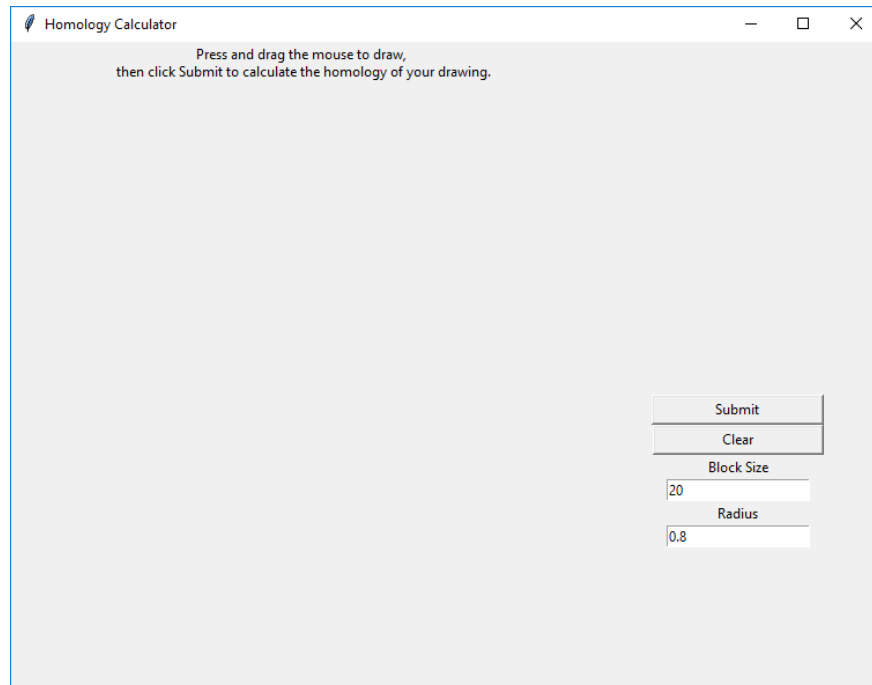 Homology Calculator
Press and drag the mouse to draw,
then click Submit to calculate the homology of your drawing.
Submit
Clear
Block Size
20
Radius
0.8